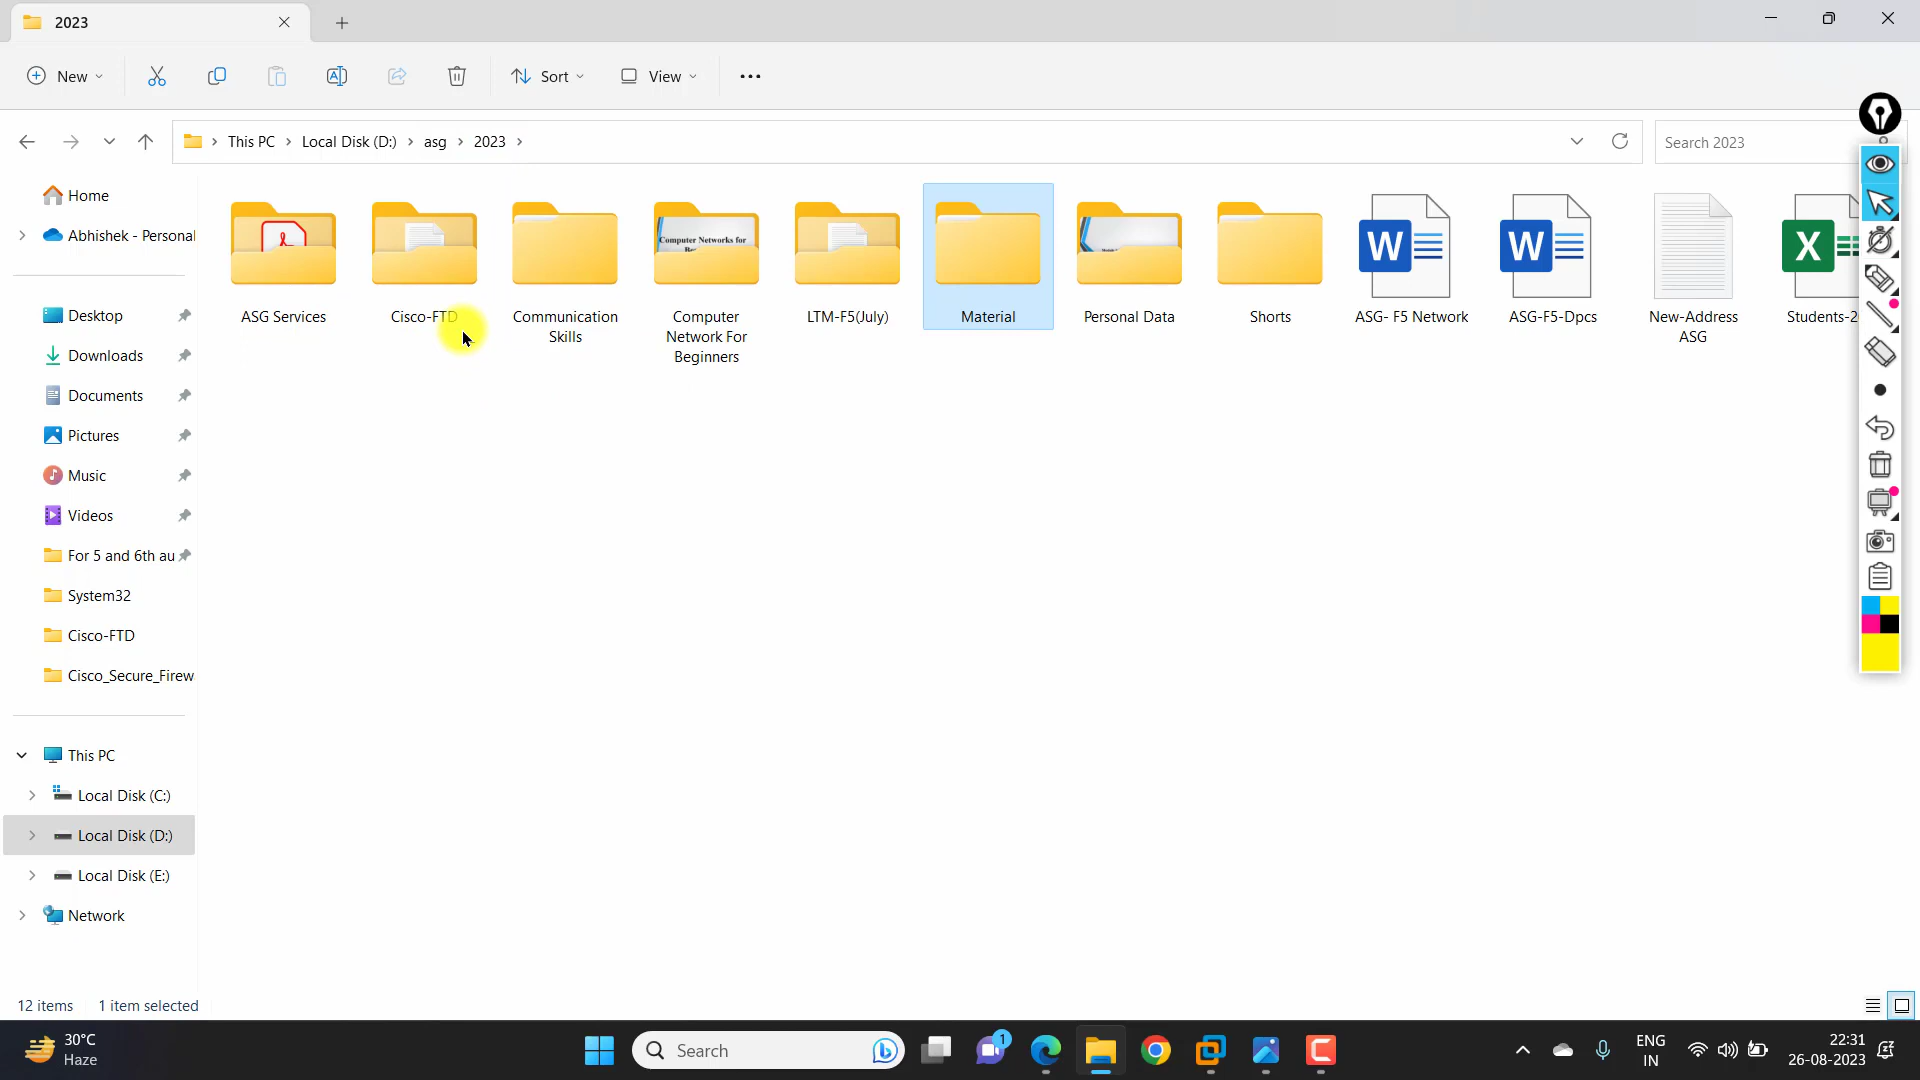 2023
New
Sort
View
This PC
Local Disk (D:)
asg
2023
Search 2023
Home
Abhishek - Personal
Desktop
Downloads
Documents
Pictures
Music
Videos
For 5 and 6th au
System32
Cisco-FTD
Cisco_Secure_Firew
This PC
Local Disk (C:)
Local Disk (D:)
Local Disk (E:)
Network
Computer Networks for
ASG Services
Cisco-FTD
Communication
Skills
Computer
Network For
Beginners
LTM-F5(July)
Material
Personal Data
Shorts
W
ASG- F5 Network
W
ASG-F5-Dpcs
New-Address
ASG
X
12 items
1 item selected
30°C
Haze
Search
1
ENG
IN
22:31
26-08-2023